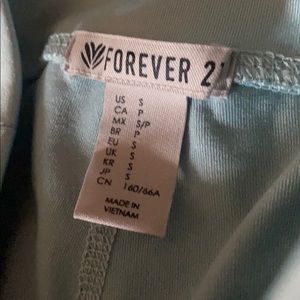 FOREVER 21
US S
CA P
MX S/P
BR P
EU S
UK S
KR S
JP S
CN 160/66A
MADE IN
VIETNAM